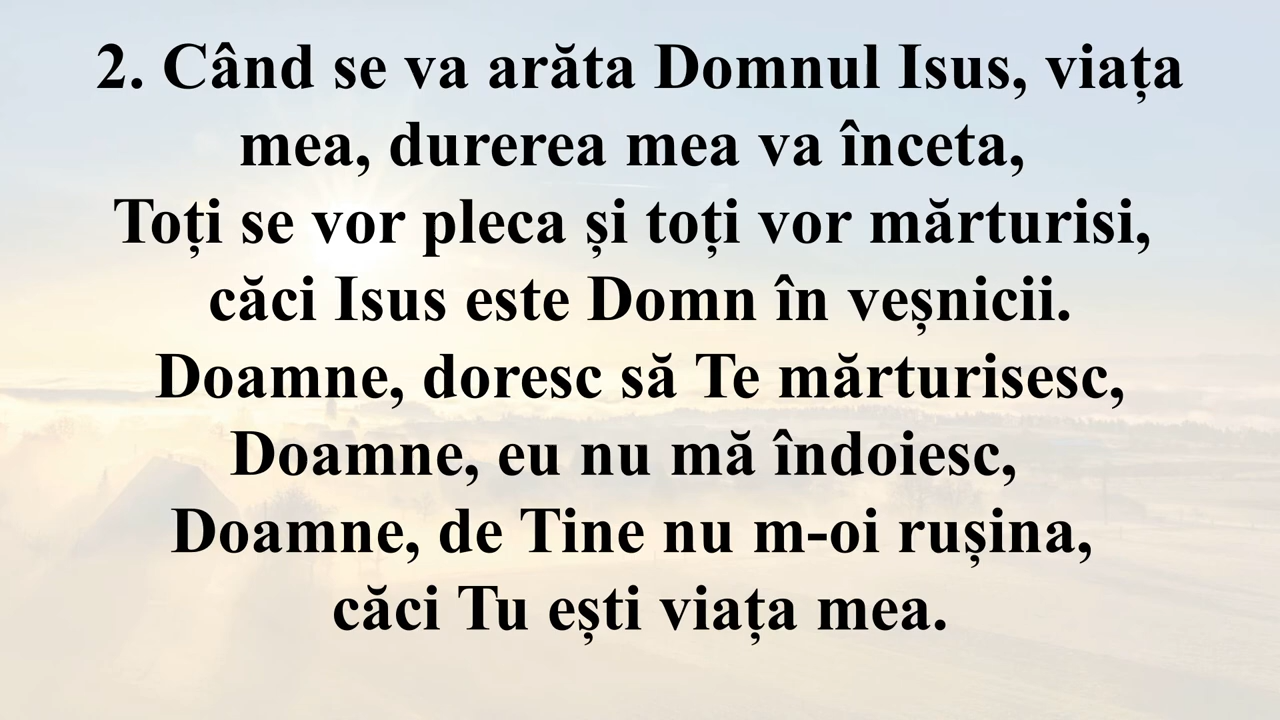 2. Când se va arăta Domnul Isus, viața
mea, durerea mea va înceta,
Toți se vor pleca și toți vor mărturisi,
căci Isus este Domn în veșnicii.
Doamne, doresc să Te mărturisesc,
Doamne, eu nu mă îndoiesc,
Doamne, de Tine nu m-oi rușina,
căci Tu ești viața mea.